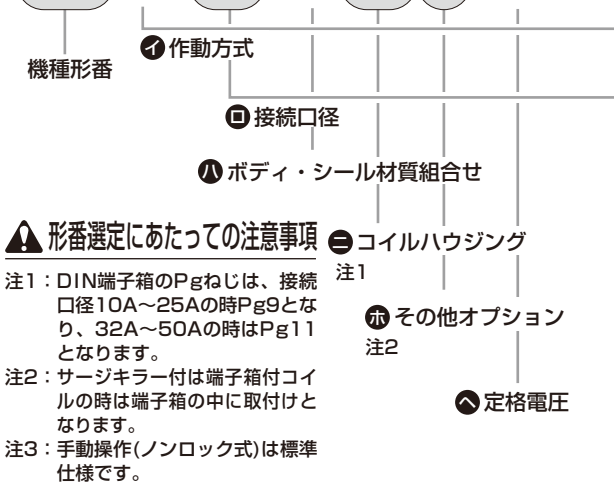 機種形番
イ 作動方式
ロ 接続口径
ハ ボディ・シール材質組合せ
形番選定にあたっての注意事項
注1：DIN端子箱のPgねじは、接続
口径10A～25Aの時Pg9とな
り、32A～50Aの時はPg11
となります。
注2：サージキラー付は端子箱付コイ
ルの時は端子箱の中に取付けと
なります。
注3：手動操作(ノンロック式)は標準
仕様です。
ニ コイルハウジング
注1
ホ その他オプション
注2
ヘ 定格電圧